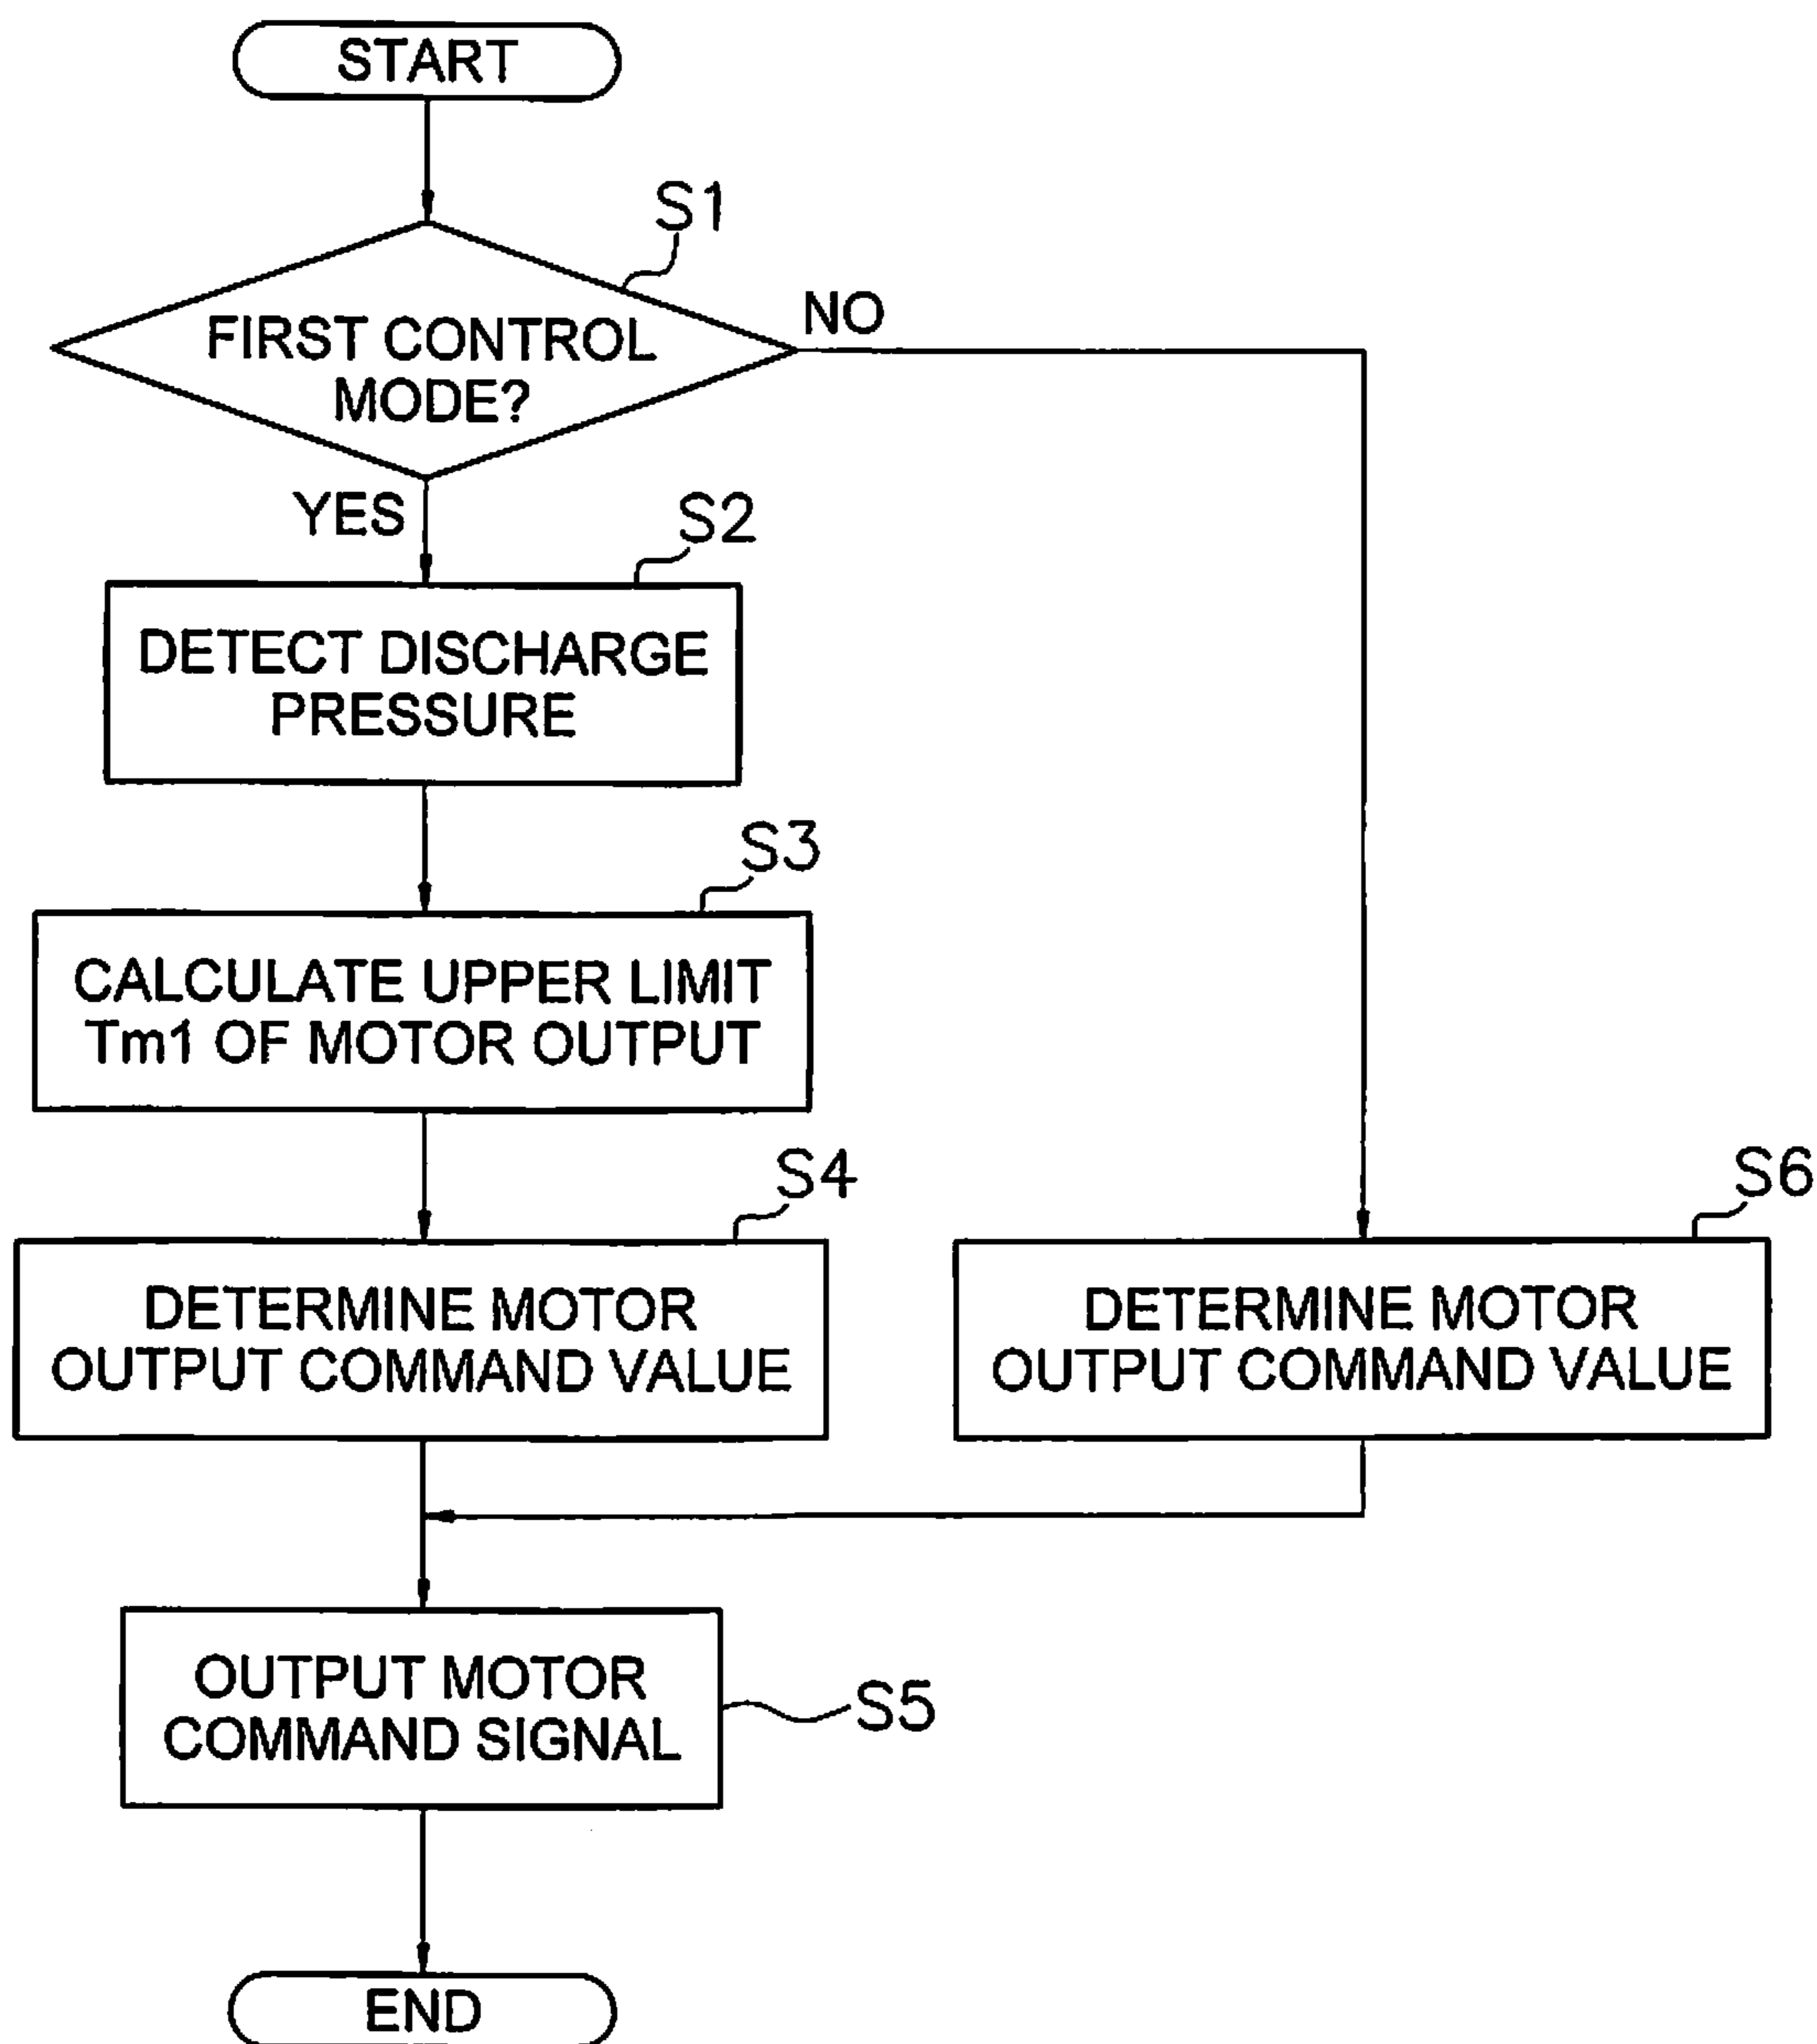 START
S1
FIRST CONTROL
MODE?
NO
YES
S2
DETECT DISCHARGE
PRESSURE
S3
CALCULATE UPPER LIMIT
Tm1 OF MOTOR OUTPUT
S4
DETERMINE MOTOR
OUTPUT COMMAND VALUE
S6
DETERMINE MOTOR
OUTPUT COMMAND VALUE
OUTPUT MOTOR
COMMAND SIGNAL
S5
END